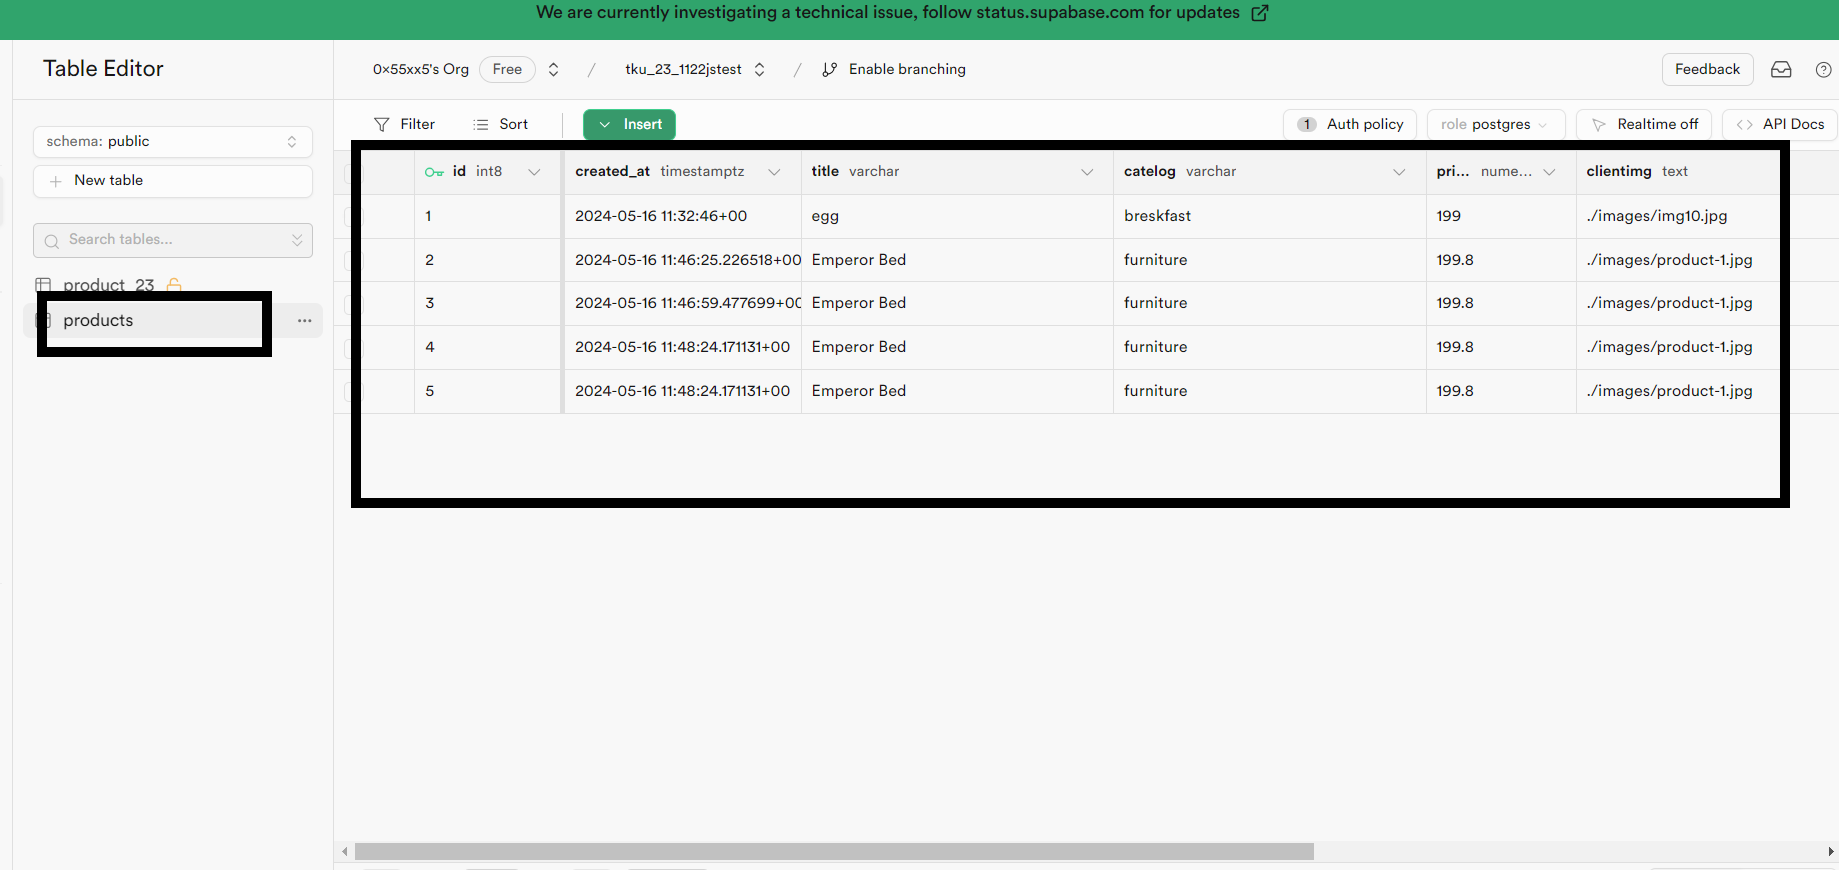 We are currently investigating a technical issue, follow status.supabase.com for updates
Table Editor
0x55xx5's Org Free / tku_23_1122jstest / Enable branching
Feedback
schema: public
New table
Search tables...
product_23
products
Filter Sort Insert
1 Auth policy role postgres Realtime off API Docs
id int8 created_at timestamptz title varchar catelog varchar pri... nume... clientimg text
1 2024-05-16 11:32:46+00 egg breskfast 199 ./images/img10.jpg
2 2024-05-16 11:46:25.226518+00 Emperor Bed furniture 199.8 ./images/product-1.jpg
3 2024-05-16 11:46:59.477699+00 Emperor Bed furniture 199.8 ./images/product-1.jpg
4 2024-05-16 11:48:24.171131+00 Emperor Bed furniture 199.8 ./images/product-1.jpg
5 2024-05-16 11:48:24.171131+00 Emperor Bed furniture 199.8 ./images/product-1.jpg